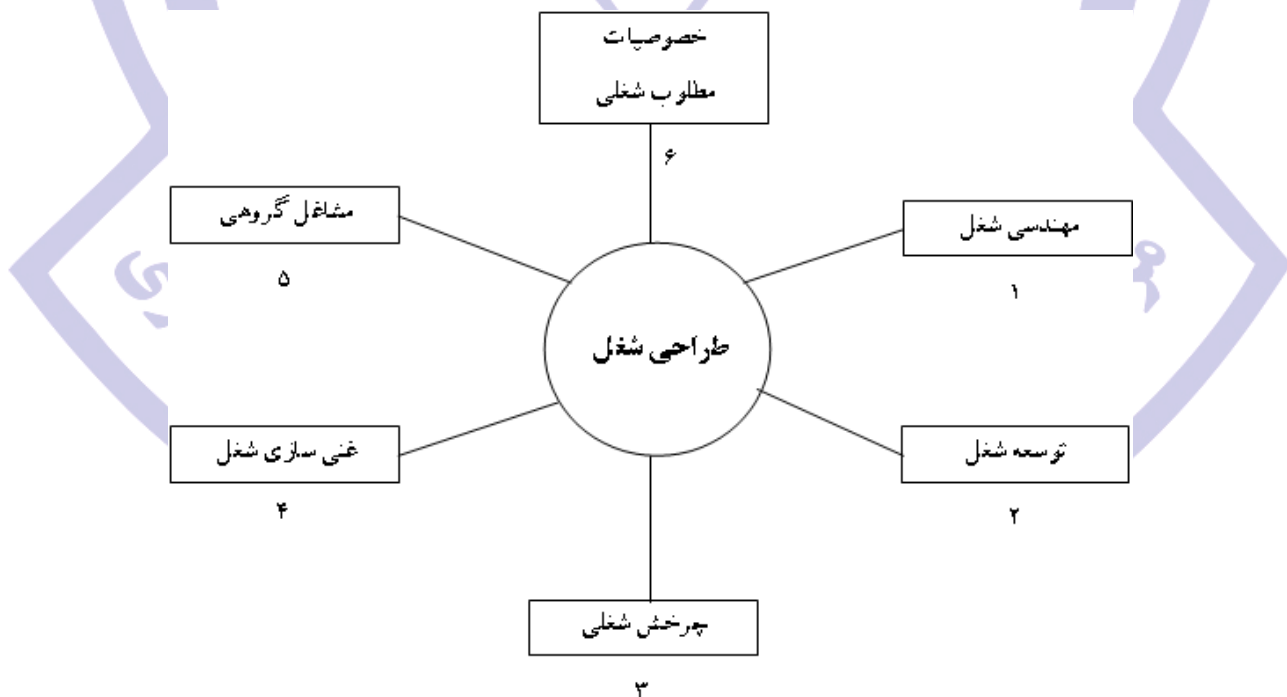 خصوصیات
مطلوب شغلی
۶
مشاغل گروهی
۵
مهندسی شغل
۱
طراحی شغل
غنی سازی شغل
۴
توسعه شغل
۲
چرخش شغلی
۳